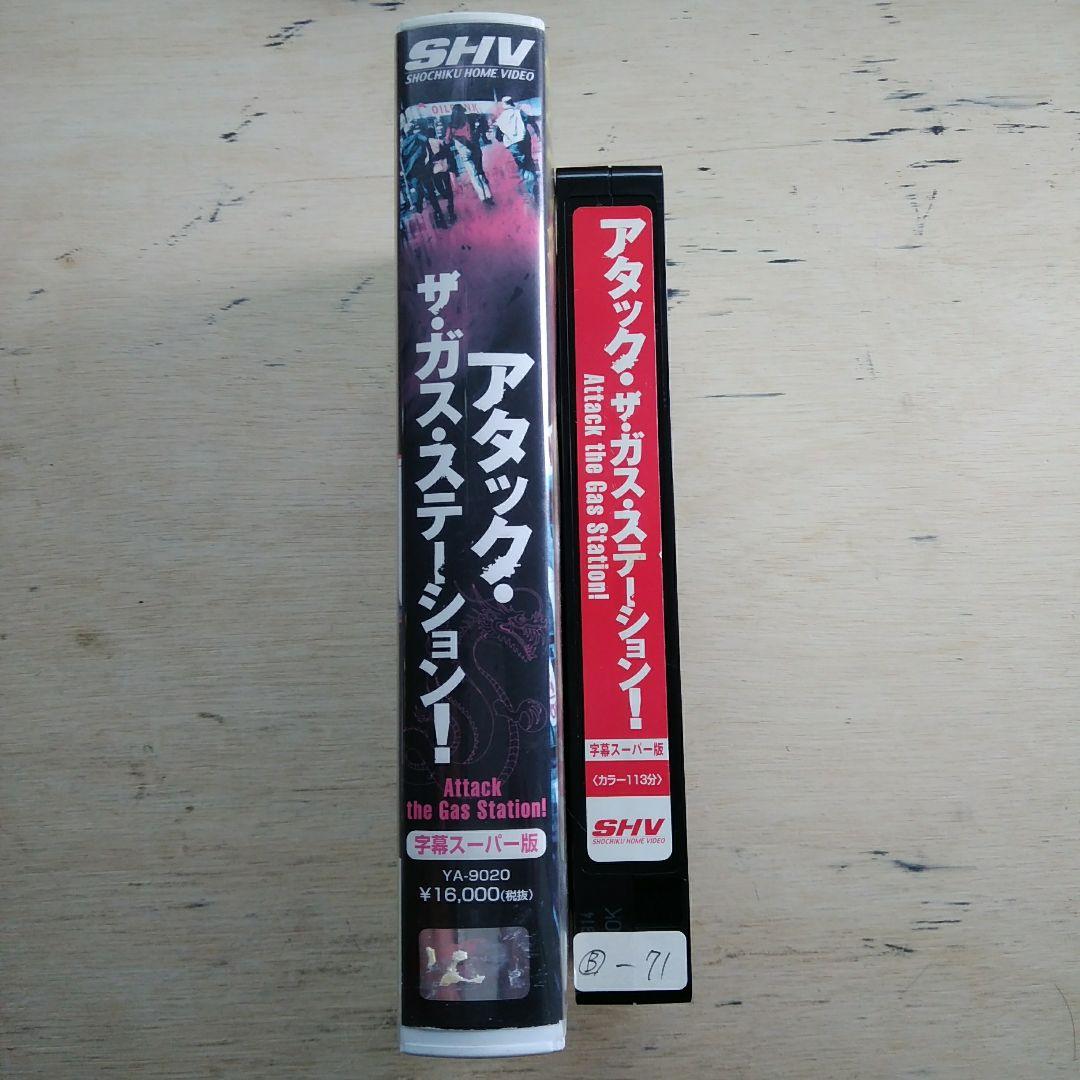 SHV
SHOCHIKU HOME VIDEO
アタック・
ザ・ガス・ステーション!
Attack
the Gas Station!
字幕スーパー版
YA-9020
¥16,000(税抜)
アタック・ザ・ガス・ステーション!
Attack the Gas Station!
字幕スーパー版
〈カラー113分〉
SHV
SHOCHIKU HOME VIDEO
Ⓑ-71